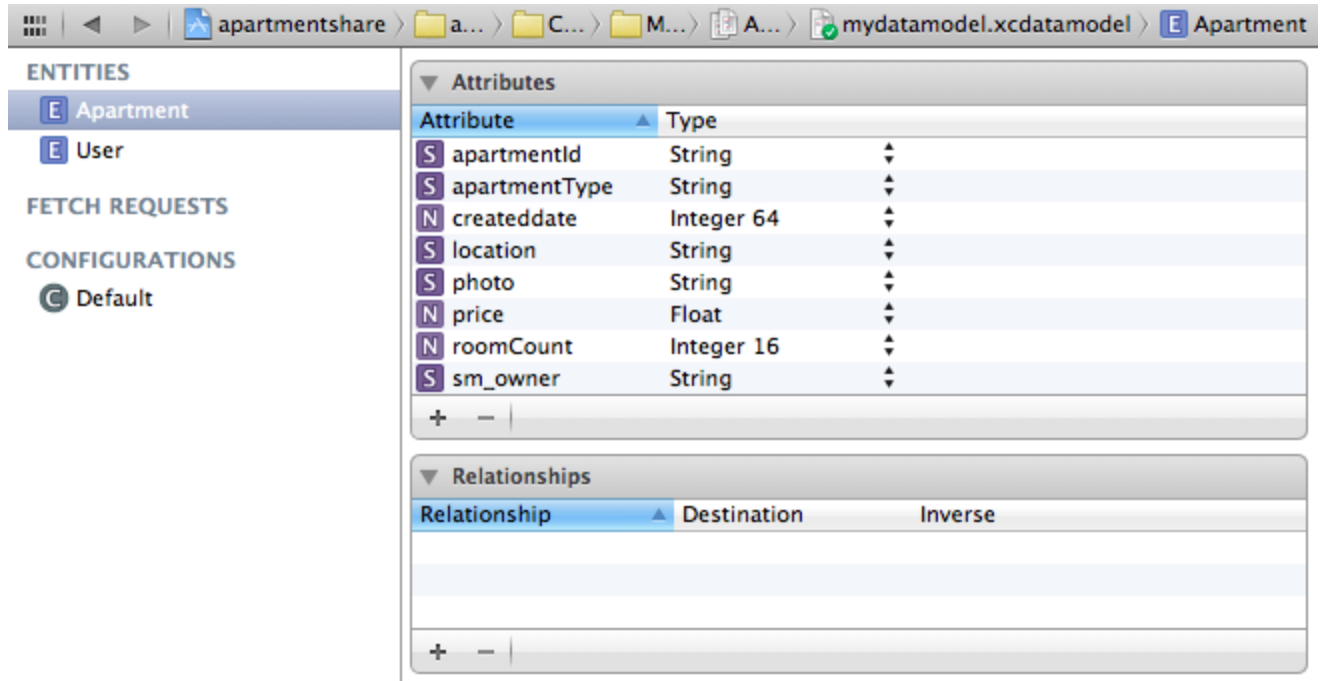 apartmentshare a... C... M... A... mydatamodel.xcdatamodel E Apartment
ENTITIES
E Apartment
E User
FETCH REQUESTS
CONFIGURATIONS
C Default
Attributes
Attribute Type
S apartmentId String
S apartmentType String
N createddate Integer 64
S location String
S photo String
N price Float
N roomCount Integer 16
S sm_owner String
Relationships
Relationship Destination Inverse